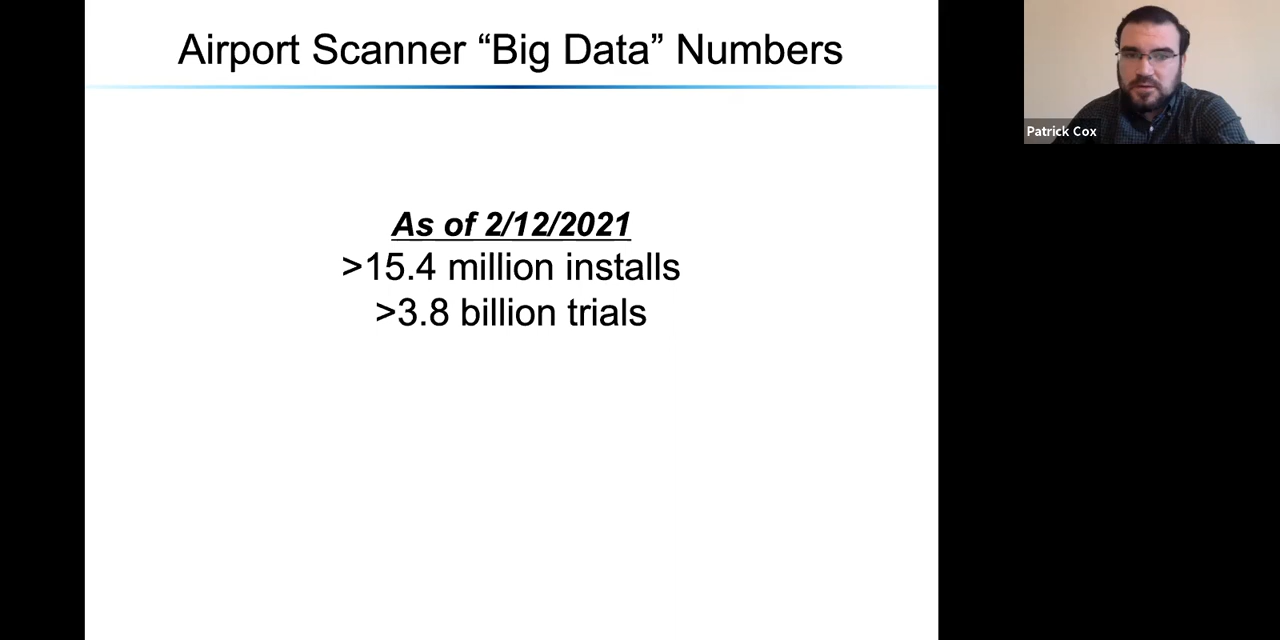 Airport Scanner “Big Data” Numbers
As of 2/12/2021
>15.4 million installs
>3.8 billion trials
Patrick Cox